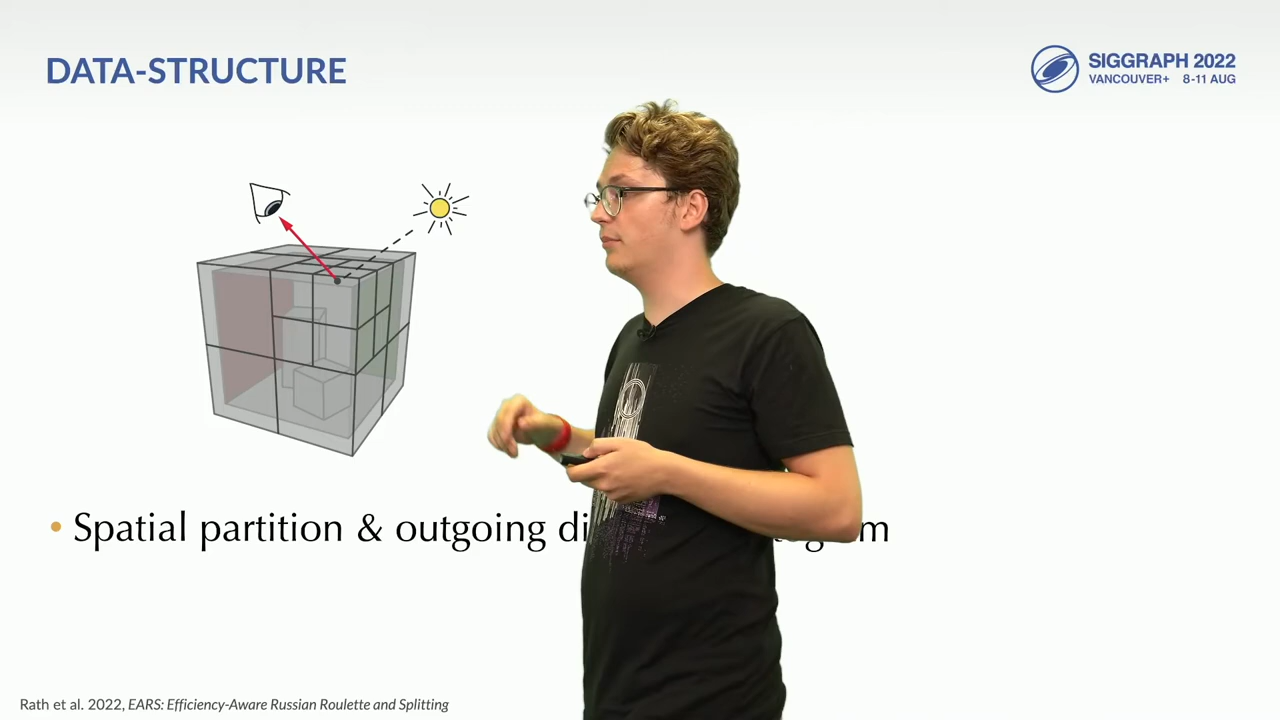 DATA-STRUCTURE
SIGGRAPH 2022
VANCOUVER+ 8-11 AUG
• Spatial partition & outgoing
Rath et al. 2022, EARS: Efficiency-Aware Russian Roulette and Splitting